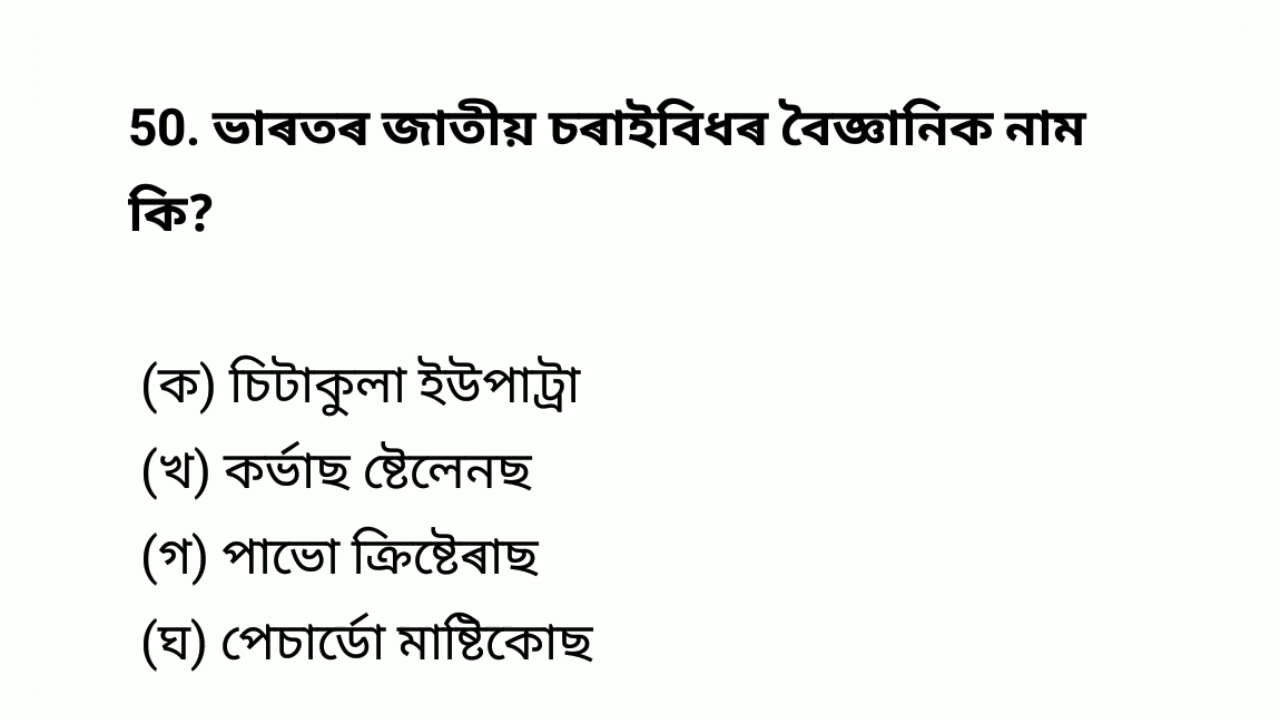 50. ভাৰতৰ জাতীয় চৰাইবিধৰ বৈজ্ঞানিক নাম
কি?
(ক) চিটাকুলা ইউপাট্ৰা
(খ) কৰ্ভাছ ষ্টেলেনছ
(গ) পাভো ক্ৰিষ্টেৰাছ
(ঘ) পেচাৰ্ডো মাষ্টিকোছ